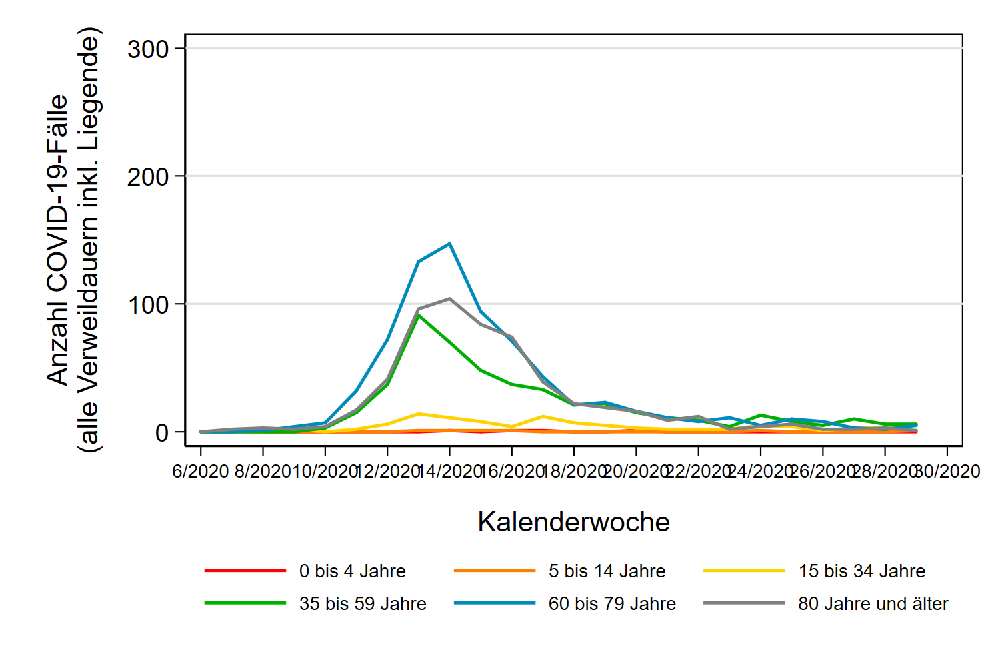 Anzahl COVID-19-Fälle
(alle Verweildauern inkl. Liegende)
300
200
100
0
6/2020 8/2020 10/2020 12/2020 14/2020 16/2020 18/2020 20/2020 22/2020 24/2020 26/2020 28/2020 30/2020
Kalenderwoche
0 bis 4 Jahre 5 bis 14 Jahre 15 bis 34 Jahre
35 bis 59 Jahre 60 bis 79 Jahre 80 Jahre und älter